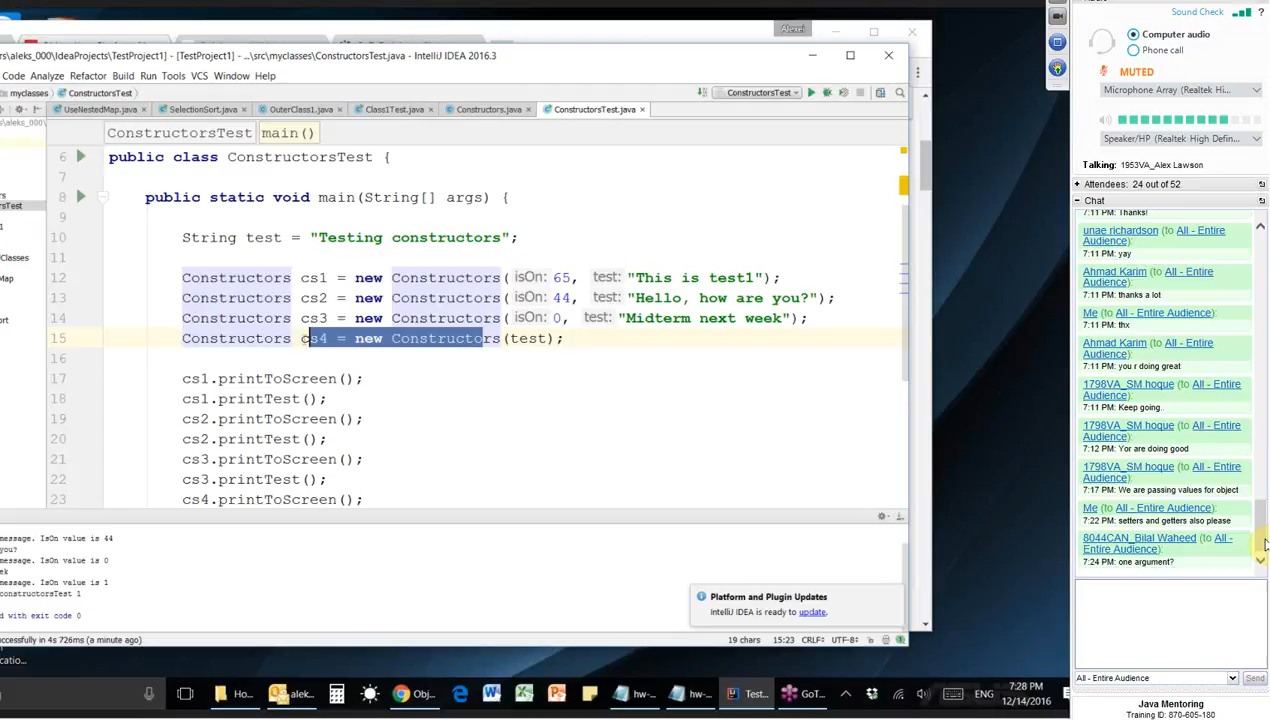 Alexei
rs\aleks_000\IdeaProjects\TestProject1] - [TestProject1] - ...\src\myclasses\ConstructorsTest.java - IntelliJ IDEA 2016.3
Code Analyze Refactor Build Run Tools VCS Window Help
myclasses ConstructorsTest
ConstructorsTest
UseNestedMap.java SelectionSort.java OuterClass1.java Class1Test.java Constructors.java ConstructorsTest.java
ConstructorsTest main()
6 public class ConstructorsTest {
7
8 public static void main(String[] args) {
9
10 String test = "Testing constructors";
11
12 Constructors cs1 = new Constructors( isOn: 65, test: "This is test1");
13 Constructors cs2 = new Constructors( isOn: 44, test: "Hello, how are you?");
14 Constructors cs3 = new Constructors( isOn: 0, test: "Midterm next week");
15 Constructors cs4 = new Constructors(test);
16
17 cs1.printToScreen();
18 cs1.printTest();
19 cs2.printToScreen();
20 cs2.printTest();
21 cs3.printToScreen();
22 cs3.printTest();
23 cs4.printToScreen();
message. IsOn value is 44
you?
message. IsOn value is 0
ek
message. IsOn value is 1
constructorsTest 1
d with exit code 0
Platform and Plugin Updates
IntelliJ IDEA is ready to update.
uccessfully in 4s 726ms (a minute ago)
19 chars 15:23 CRLF÷ UTF-8÷
Ho... alek... Obj... hw-... hw-... Test... GoT... ENG
7:28 PM
12/14/2016
Audio
Sound Check ?
Computer audio
Phone call
MUTED
Microphone Array (Realtek Hi...
Speaker/HP (Realtek High Defin...
Talking: 1953VA_Alex Lawson
Attendees: 24 out of 52
Chat
7:11 PM: Thanks!
unae richardson (to All - Entire
Audience):
7:11 PM: yay
Ahmad Karim (to All - Entire
Audience):
7:11 PM: thanks a lot
Me (to All - Entire Audience):
7:11 PM: thx
Ahmad Karim (to All - Entire
Audience):
7:11 PM: you r doing great
1798VA_SM hoque (to All - Entire
Audience):
7:11 PM: Keep going..
1798VA_SM hoque (to All - Entire
Audience):
7:12 PM: Yor are doing good
1798VA_SM hoque (to All - Entire
Audience):
7:17 PM: We are passing values for object
Me (to All - Entire Audience):
7:22 PM: setters and getters also please
8044CAN_Bilal Waheed (to All -
Entire Audience):
7:24 PM: one argument?
All - Entire Audience
Send
Java Mentoring
Training ID: 870-605-180